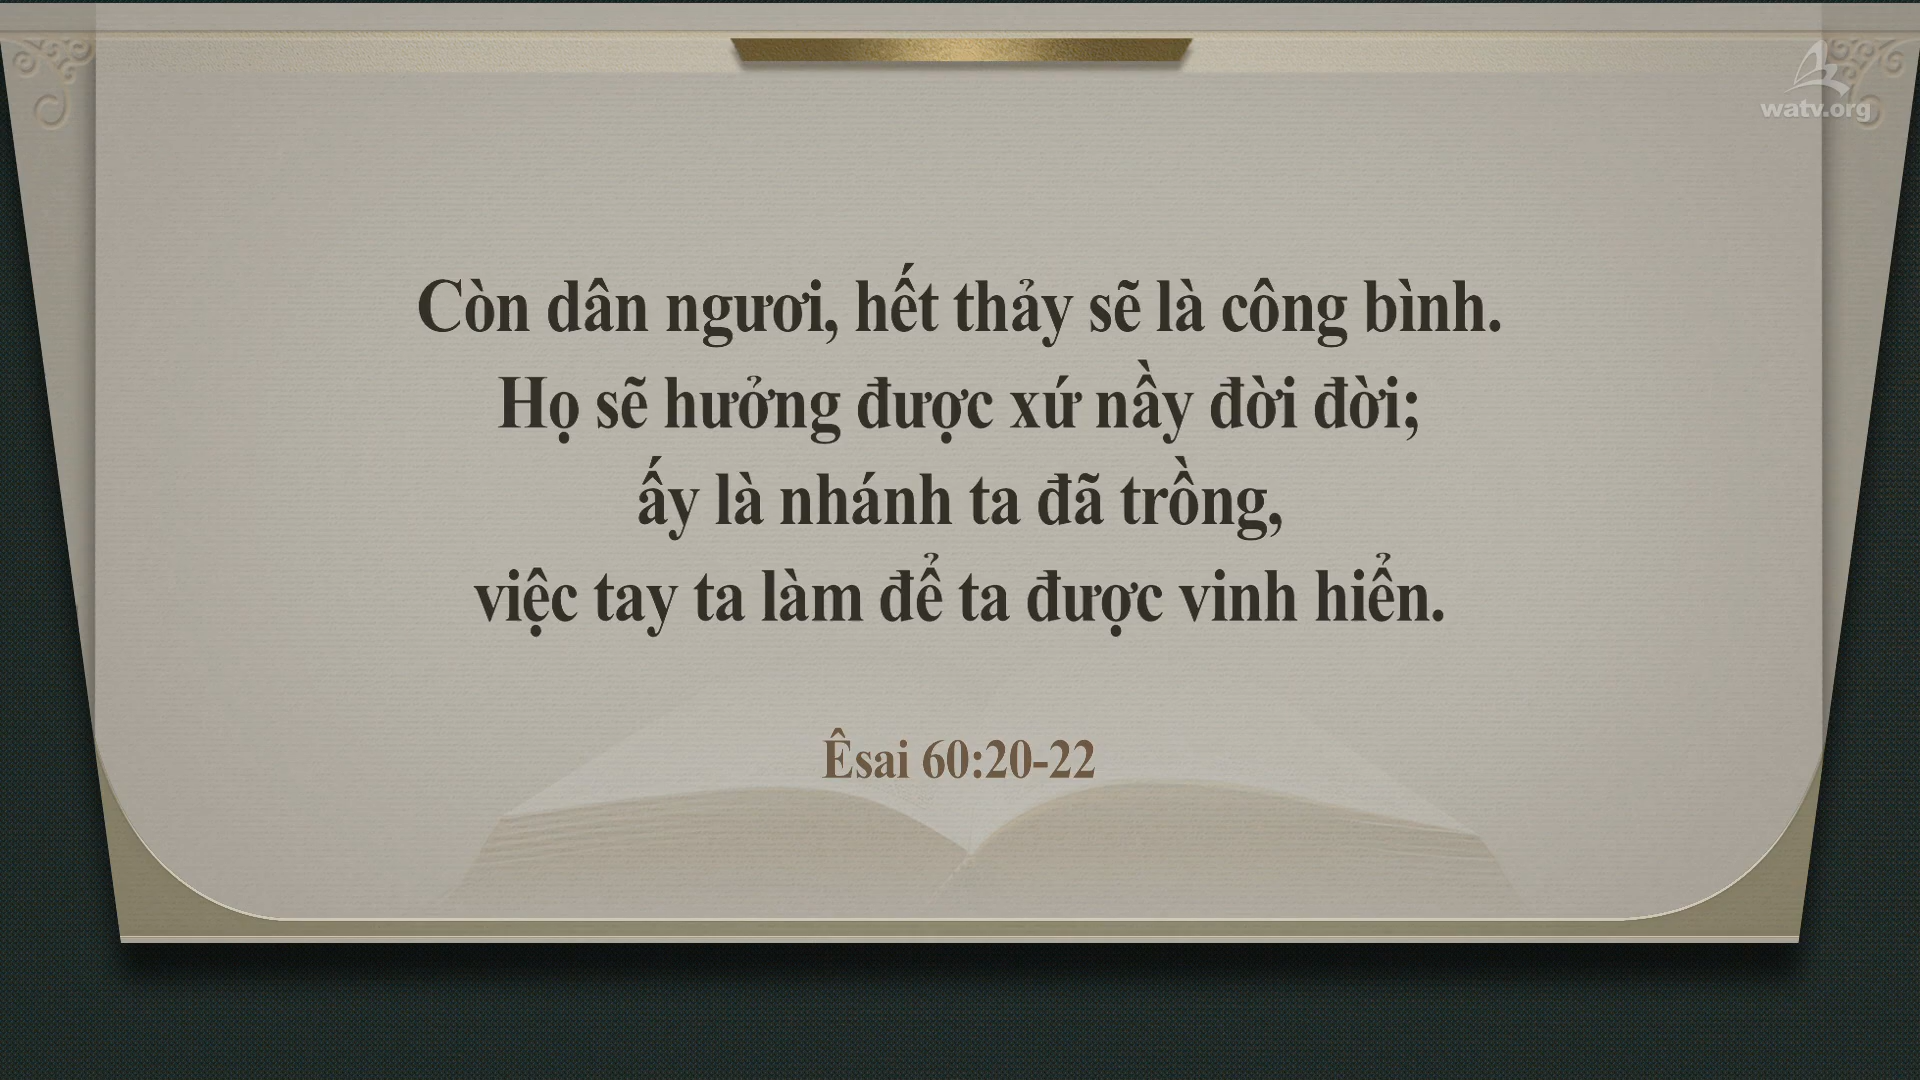 watv.org
Còn dân ngươi, hết thảy sẽ là công bình.
Họ sẽ hưởng được xứ nầy đời đời;
ấy là nhánh ta đã trồng,
việc tay ta làm để ta được vinh hiển.
Êsai 60:20-22